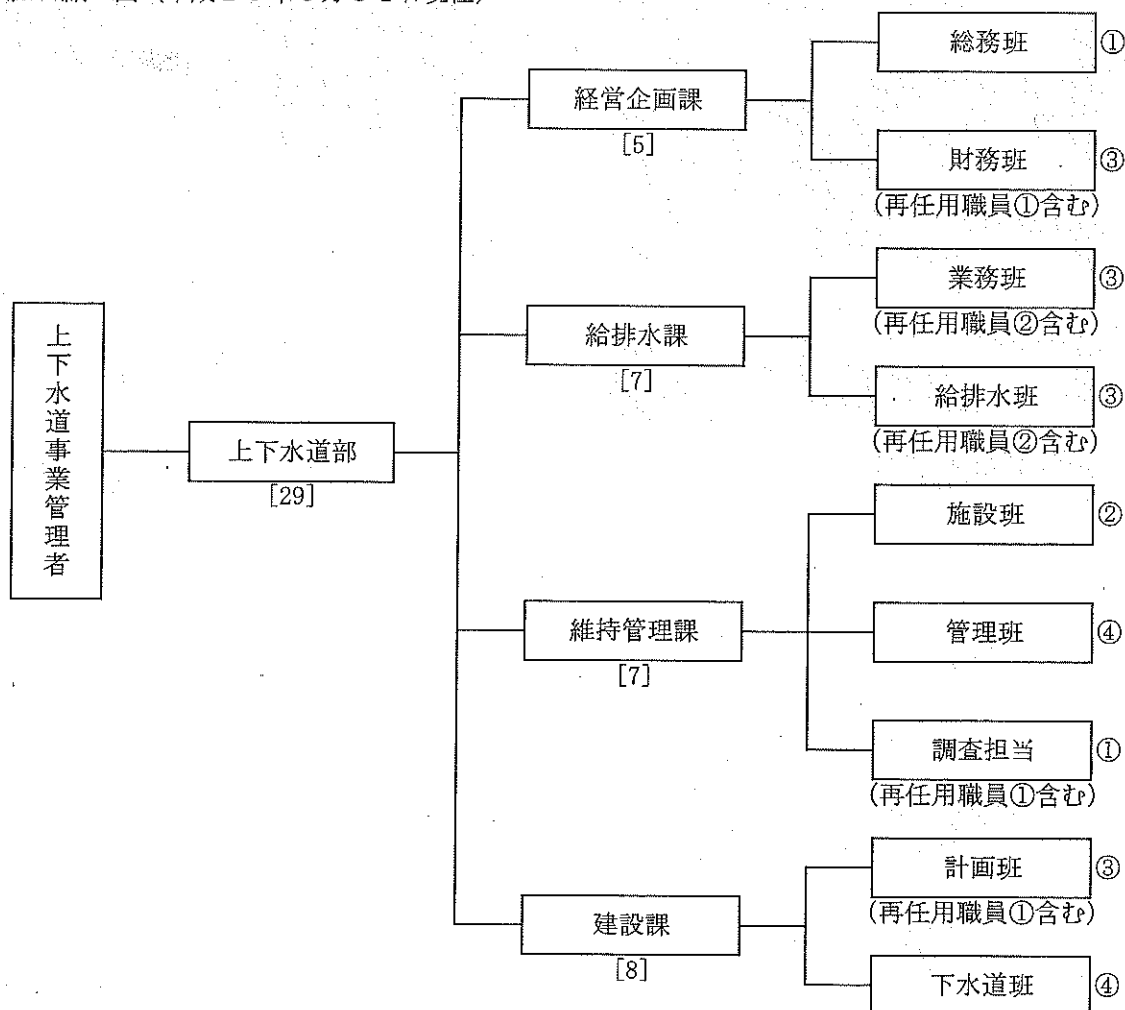 上下水道事業管理者
上下水道部
[29]
経営企画課
[5]
総務班 ①
財務班 ③
(再任用職員①含む)
給排水課
[7]
業務班 ③
(再任用職員②含む)
給排水班 ③
(再任用職員②含む)
維持管理課
[7]
施設班 ②
管理班 ④
調査担当 ①
(再任用職員①含む)
建設課
[8]
計画班 ③
(再任用職員①含む)
下水道班 ④